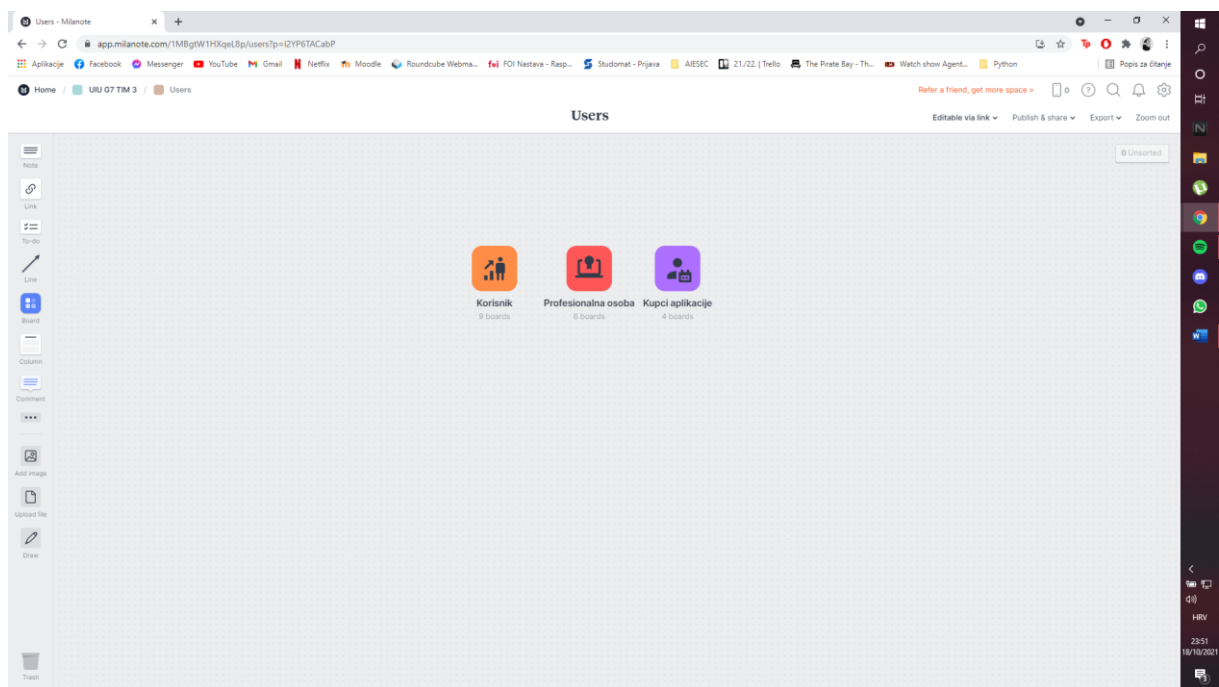 Users - Milanote
app.milanote.com/1MBgtW1HXqeL8p/users?p=I2YP6TACabP
Aplikacije Facebook Messenger YouTube Gmail Netflix Moodle Roundcube Webma... foi FOI Nastava - Rasp... Studomat - Prijava AIESEC 21./22. | Trello The Pirate Bay - Th... Watch show Agent... Python Popis za čitanje
Home / UIU G7 TIM 3 / Users
Refer a friend, get more space > 0
Users
Editable via link Publish & share Export Zoom out
0 Unsorted
Note
Link
To-do
Line
Board
Column
Comment
Add image
Upload file
Draw
Trash
Korisnik Profesionalna osoba Kupci aplikacije
9 boards 6 boards 4 boards
HRV
23:51
18/10/2021